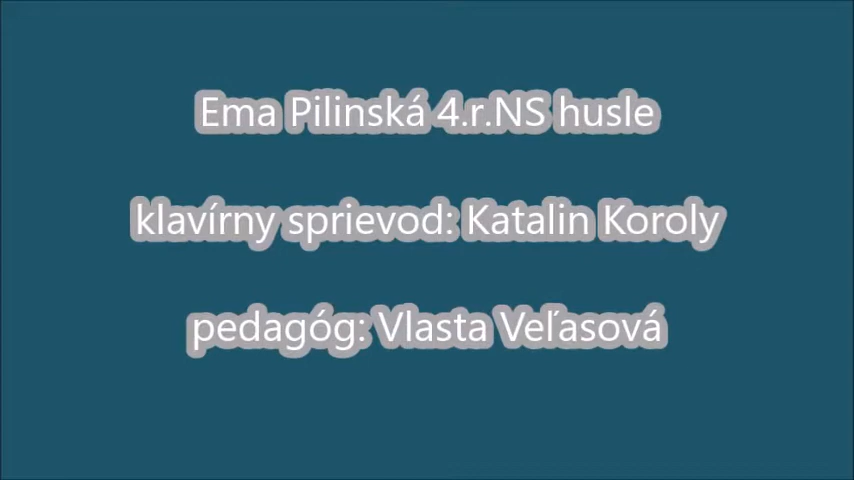 Ema Pilinská 4.r.NS husle
klavírny sprievod: Katalin Koroly
pedagóg: Vlasta Veľasová